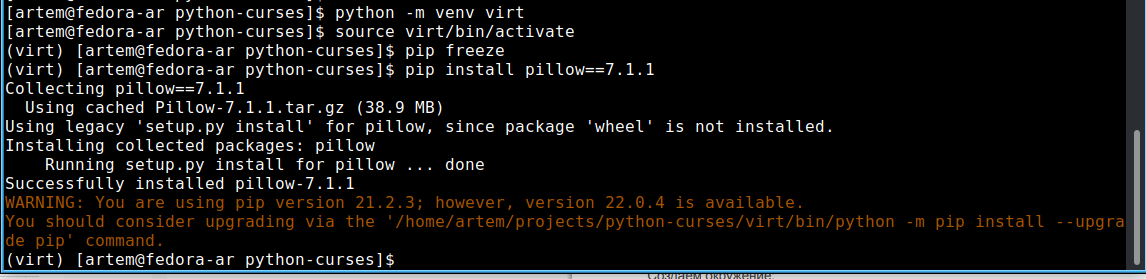 [artem@fedora-ar python-curses]$ python -m venv virt
[artem@fedora-ar python-curses]$ source virt/bin/activate
(virt) [artem@fedora-ar python-curses]$ pip freeze
(virt) [artem@fedora-ar python-curses]$ pip install pillow==7.1.1
Collecting pillow==7.1.1
  Using cached Pillow-7.1.1.tar.gz (38.9 MB)
Using legacy 'setup.py install' for pillow, since package 'wheel' is not installed.
Installing collected packages: pillow
    Running setup.py install for pillow ... done
Successfully installed pillow-7.1.1
WARNING: You are using pip version 21.2.3; however, version 22.0.4 is available.
You should consider upgrading via the '/home/artem/projects/python-curses/virt/bin/python -m pip install --upgra
de pip' command.
(virt) [artem@fedora-ar python-curses]$
Создаем окружение